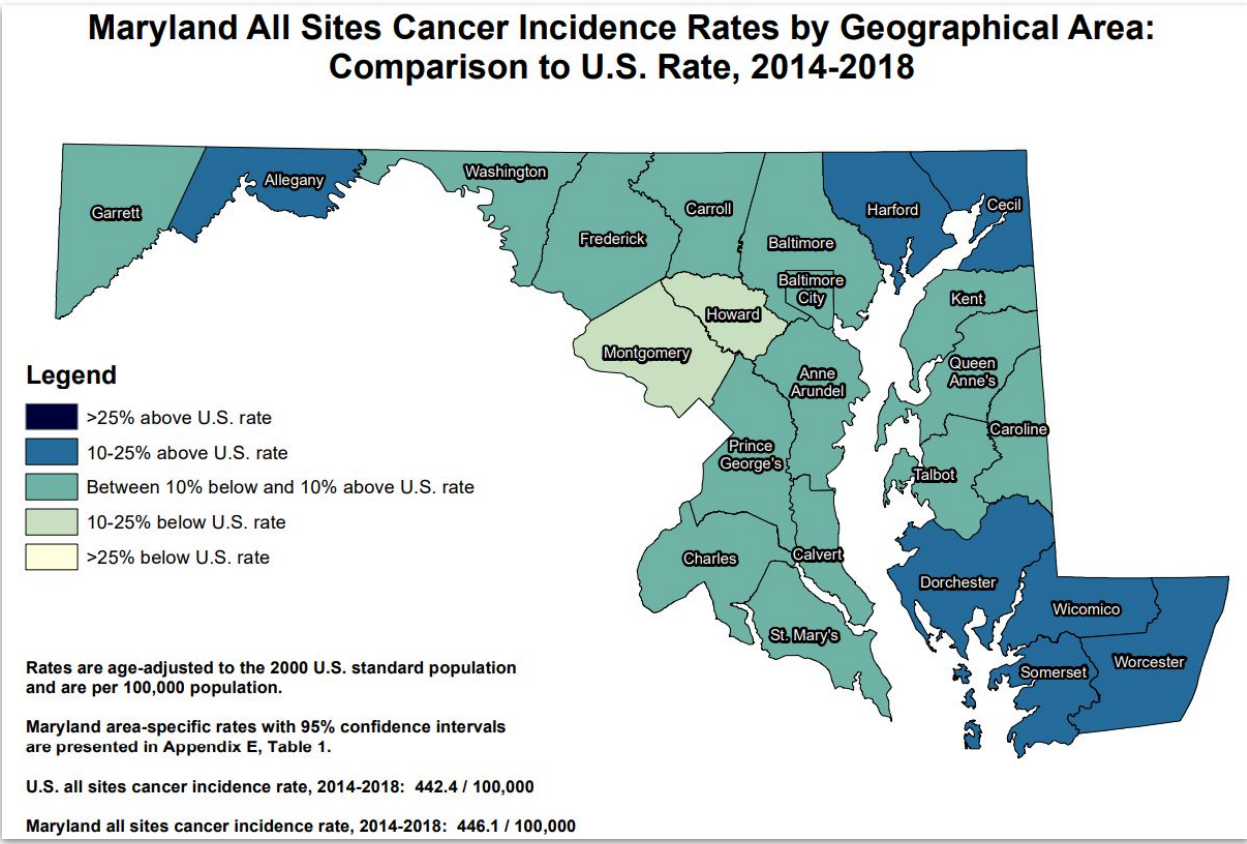 Maryland All Sites Cancer Incidence Rates by Geographical Area:
Comparison to U.S. Rate, 2014-2018
Garrett
Allegany
Washington
Frederick
Carroll
Baltimore
Baltimore
City
Harford
Cecil
Howard
Montgomery
Kent
Queen
Anne's
Anne
Arundel
Caroline
Prince
George's
Talbot
Charles
Calvert
Dorchester
Wicomico
St. Mary's
Somerset
Worcester
Legend
>25% above U.S. rate
10-25% above U.S. rate
Between 10% below and 10% above U.S. rate
10-25% below U.S. rate
>25% below U.S. rate
Rates are age-adjusted to the 2000 U.S. standard population
and are per 100,000 population.
Maryland area-specific rates with 95% confidence intervals
are presented in Appendix E, Table 1.
U.S. all sites cancer incidence rate, 2014-2018: 442.4 / 100,000
Maryland all sites cancer incidence rate, 2014-2018: 446.1 / 100,000